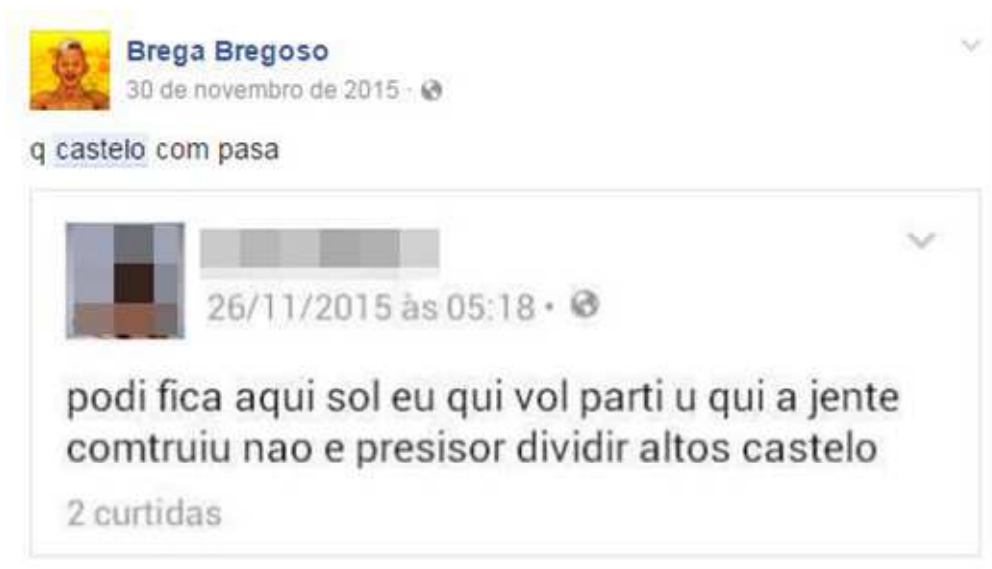 Brega Bregoso
30 de novembro de 2015 ·
q castelo com pasa
26/11/2015 às 05:18 ·
podi fica aqui sol eu qui vol parti u qui a jente
comtruiu nao e presisor dividir altos castelo
2 curtidas